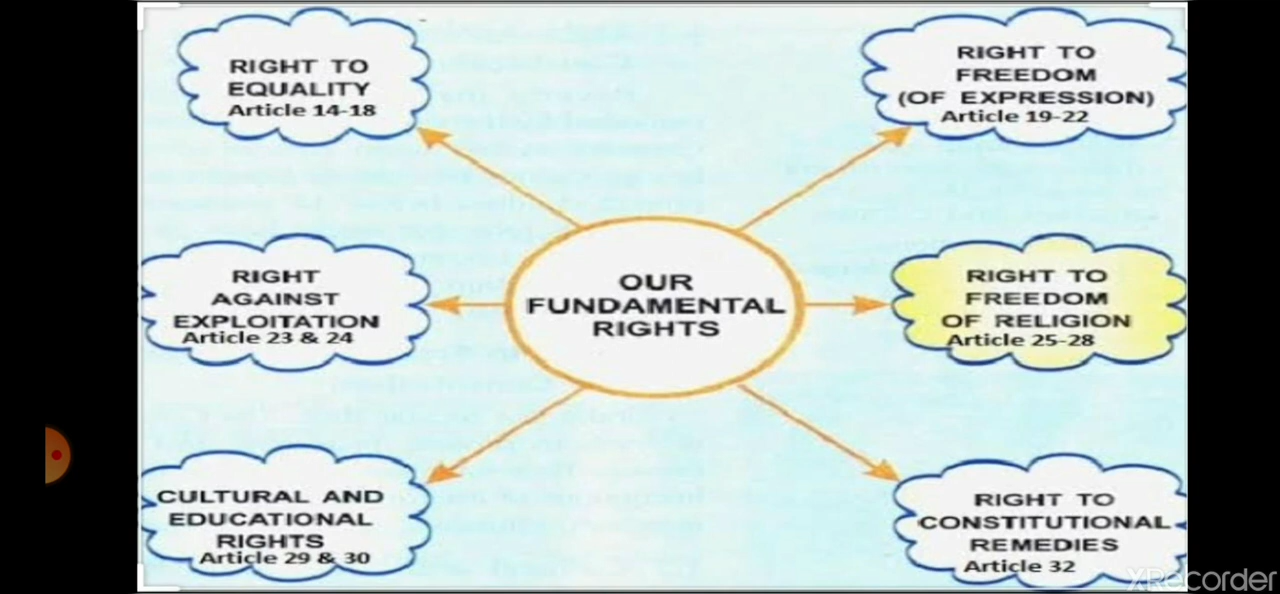 RIGHT TO
EQUALITY
Article 14-18
RIGHT TO
FREEDOM
(OF EXPRESSION)
Article 19-22
RIGHT
AGAINST
EXPLOITATION
Article 23 & 24
OUR
FUNDAMENTAL
RIGHTS
RIGHT TO
FREEDOM
OF RELIGION
Article 25-28
CULTURAL AND
EDUCATIONAL
RIGHTS
Article 29 & 30
RIGHT TO
CONSTITUTIONAL
REMEDIES
Article 32
XRecorder